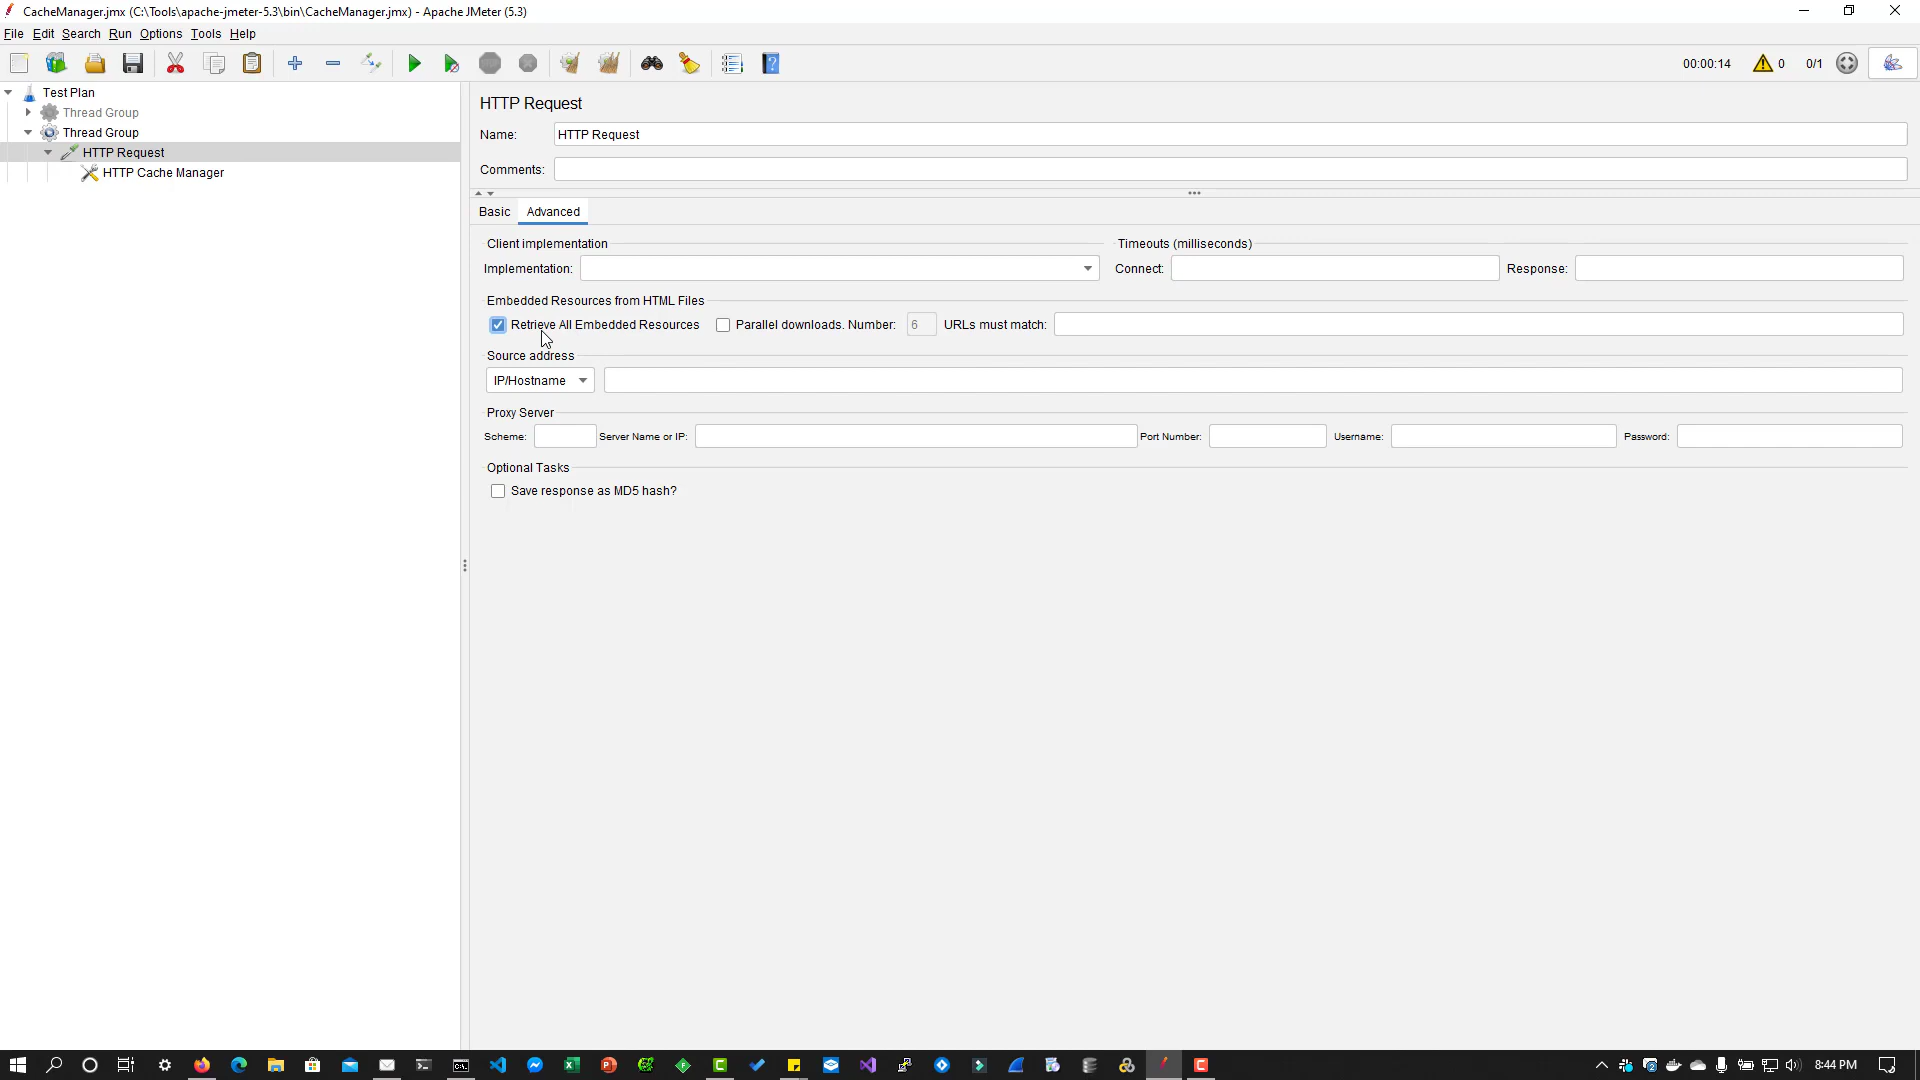 CacheManager.jmx (C:\Tools\apache-jmeter-5.3\bin\CacheManager.jmx) - Apache JMeter (5.3)
File Edit Search Run Options Tools Help
00:00:14 0 0/1
Test Plan
Thread Group
Thread Group
HTTP Request
HTTP Cache Manager
HTTP Request
Name: HTTP Request
Comments:
Basic Advanced
Client implementation Timeouts (milliseconds)
Implementation: Connect: Response:
Embedded Resources from HTML Files
Retrieve All Embedded Resources Parallel downloads. Number: 6 URLs must match:
Source address
IP/Hostname
Proxy Server
Scheme: Server Name or IP: Port Number: Username: Password:
Optional Tasks
Save response as MD5 hash?
8:44 PM